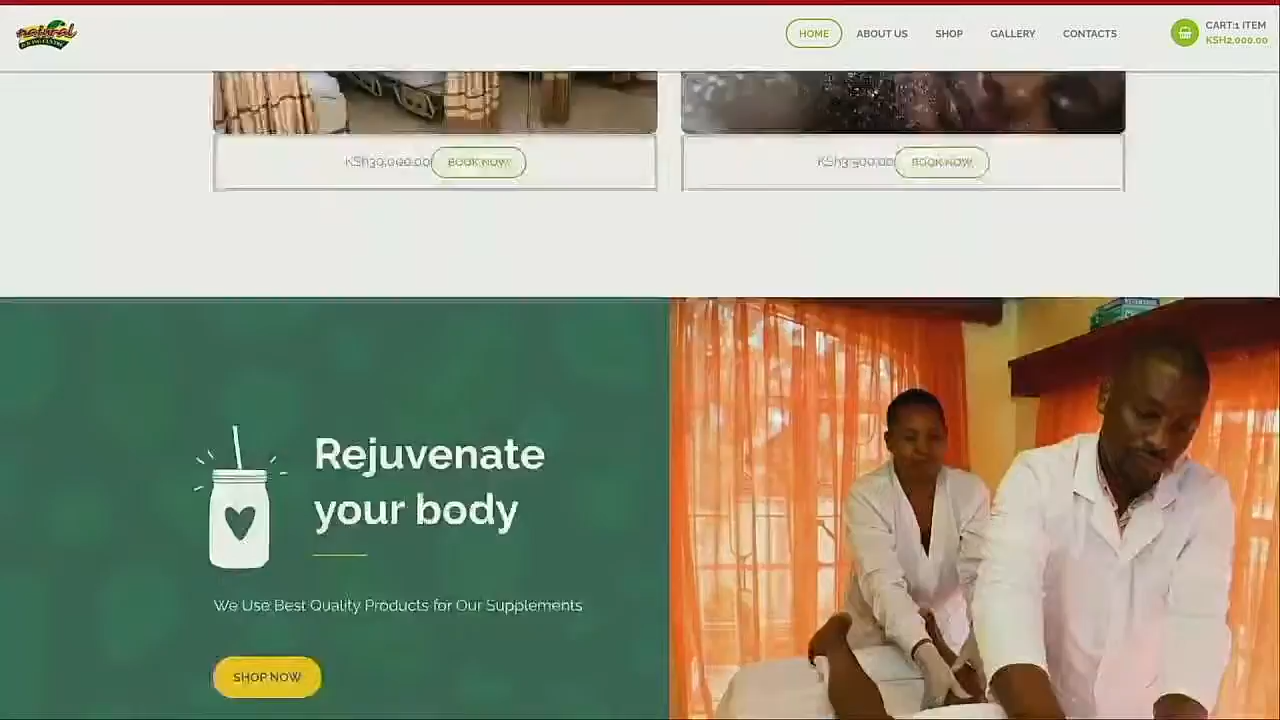 natural
HOME
ABOUT US
SHOP
GALLERY
CONTACTS
CART:1 ITEM
KSH2,000.00
KSh30,000.00
BOOK NOW!
KSh3,500.00
BOOK NOW!
Rejuvenate
your body
We Use Best Quality Products for Our Supplements
SHOP NOW